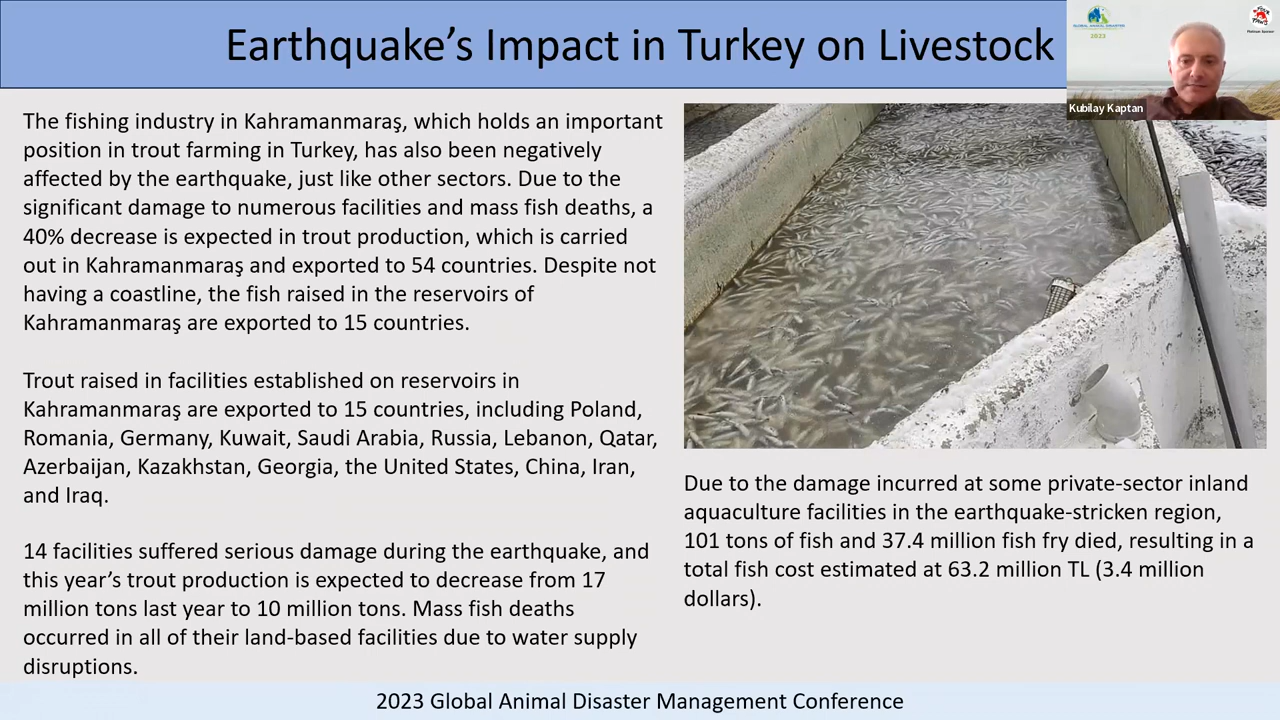 Earthquake’s Impact in Turkey on Livestock
GLOBAL ANIMAL DISASTER
2023
Platinum Sponsor
Kubilay Kaptan
The fishing industry in Kahramanmaraş, which holds an important
position in trout farming in Turkey, has also been negatively
affected by the earthquake, just like other sectors. Due to the
significant damage to numerous facilities and mass fish deaths, a
40% decrease is expected in trout production, which is carried
out in Kahramanmaraş and exported to 54 countries. Despite not
having a coastline, the fish raised in the reservoirs of
Kahramanmaraş are exported to 15 countries.
Trout raised in facilities established on reservoirs in
Kahramanmaraş are exported to 15 countries, including Poland,
Romania, Germany, Kuwait, Saudi Arabia, Russia, Lebanon, Qatar,
Azerbaijan, Kazakhstan, Georgia, the United States, China, Iran,
and Iraq.
14 facilities suffered serious damage during the earthquake, and
this year’s trout production is expected to decrease from 17
million tons last year to 10 million tons. Mass fish deaths
occurred in all of their land-based facilities due to water supply
disruptions.
Due to the damage incurred at some private-sector inland
aquaculture facilities in the earthquake-stricken region,
101 tons of fish and 37.4 million fish fry died, resulting in a
total fish cost estimated at 63.2 million TL (3.4 million
dollars).
2023 Global Animal Disaster Management Conference